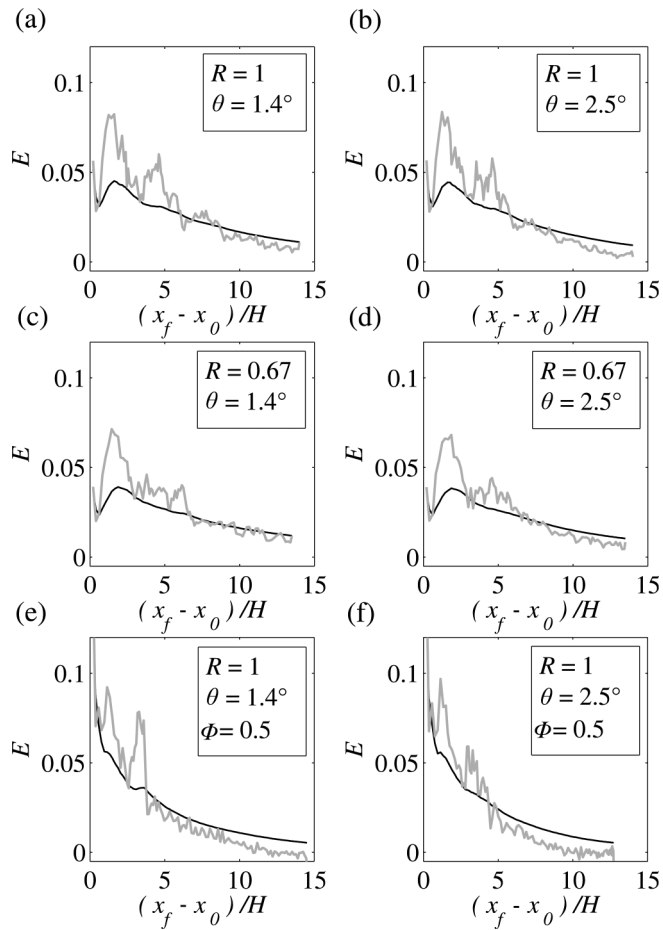 (a)
(b)
0.1
0.05
0
E
R = 1
θ = 1.4°
0 5 10 15
(x_f - x_0)/H
0.1
0.05
0
E
R = 1
θ = 2.5°
0 5 10 15
(x_f - x_0)/H
(c)
(d)
0.1
0.05
0
E
R = 0.67
θ = 1.4°
0 5 10 15
(x_f - x_0)/H
0.1
0.05
0
E
R = 0.67
θ = 2.5°
0 5 10 15
(x_f - x_0)/H
(e)
(f)
0.1
0.05
0
E
R = 1
θ = 1.4°
Φ= 0.5
0 5 10 15
(x_f - x_0)/H
0.1
0.05
0
E
R = 1
θ = 2.5°
Φ= 0.5
0 5 10 15
(x_f - x_0)/H